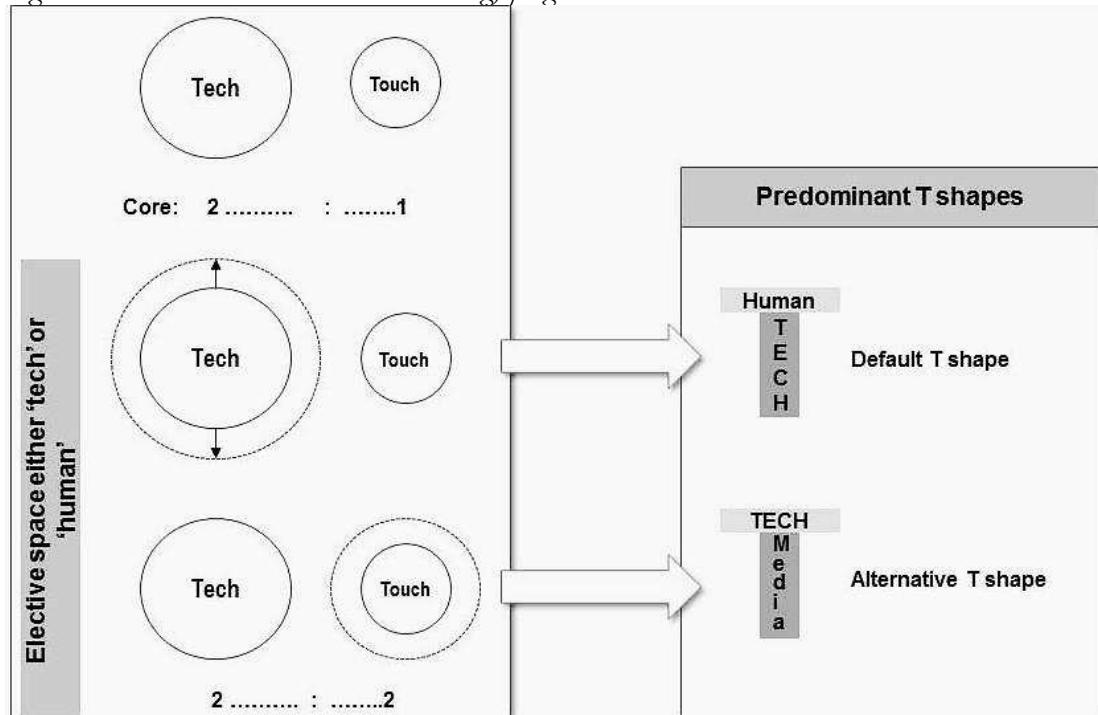 Tech
Touch
Core: 2 .......... : ........1
Predominant T shapes
Elective space either 'tech' or
'human'
Tech
Touch
Human
T
E
C
H
Default T shape
Tech
Touch
TECH
M
e
d
i
a
Alternative T shape
2 .......... : ........2